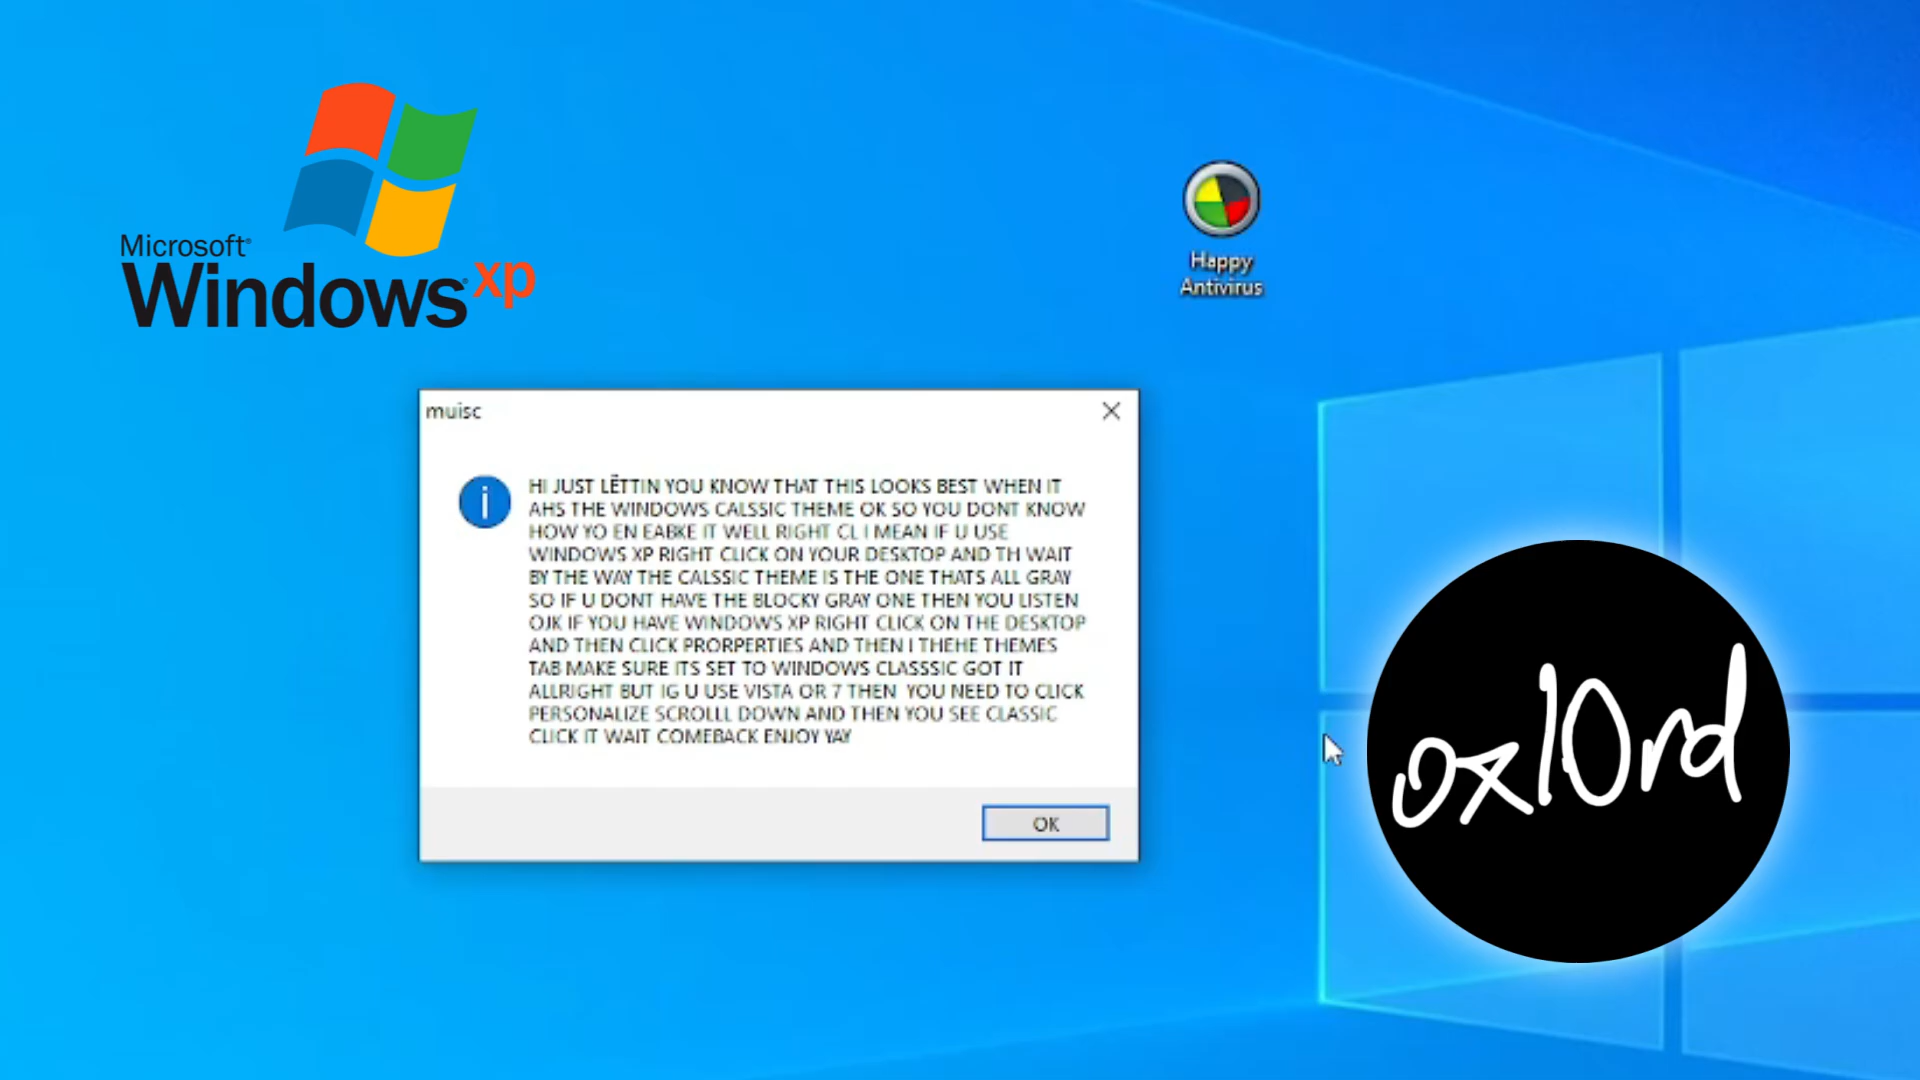 Microsoft®
Windows® xp
Happy
Antivirus
muisc
HI JUST LĒTTIN YOU KNOW THAT THIS LOOKS BEST WHEN IT
AHS THE WINDOWS CALSSIC THEME OK SO YOU DONT KNOW
HOW YO EN EABKE IT WELL RIGHT CL I MEAN IF U USE
WINDOWS XP RIGHT CLICK ON YOUR DESKTOP AND TH WAIT
BY THE WAY THE CALSSIC THEME IS THE ONE THATS ALL GRAY
SO IF U DONT HAVE THE BLOCKY GRAY ONE THEN YOU LISTEN
OJK IF YOU HAVE WINDOWS XP RIGHT CLICK ON THE DESKTOP
AND THEN CLICK PRORPERTIES AND THEN I THEHE THEMES
TAB MAKE SURE ITS SET TO WINDOWS CLASSSIC GOT IT
ALLRIGHT BUT IG U USE VISTA OR 7 THEN  YOU NEED TO CLICK
PERSONALIZE SCROLLL DOWN AND THEN YOU SEE CLASSIC
CLICK IT WAIT COMEBACK ENJOY YAY
OK
ox10rd